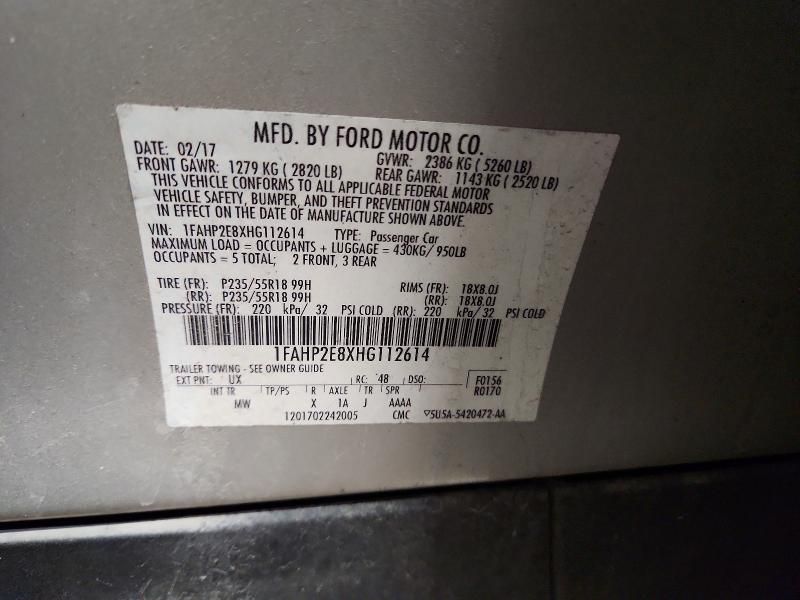 MFD. BY FORD MOTOR CO.
DATE: 02/17 GVWR: 2386 KG ( 5260 LB)
FRONT GAWR: 1279 KG ( 2820 LB) REAR GAWR: 1143 KG ( 2520 LB)
THIS VEHICLE CONFORMS TO ALL APPLICABLE FEDERAL MOTOR
VEHICLE SAFETY, BUMPER, AND THEFT PREVENTION STANDARDS
IN EFFECT ON THE DATE OF MANUFACTURE SHOWN ABOVE.
VIN: 1FAHP2E8XHG112614 TYPE: Passenger Car
MAXIMUM LOAD = OCCUPANTS + LUGGAGE = 430KG/ 950LB
OCCUPANTS = 5 TOTAL; 2 FRONT, 3 REAR
TIRE (FR): P235/55R18 99H RIMS (FR): 18X8.0J
(RR): P235/55R18 99H (RR): 18X8.0J
PRESSURE (FR): 220 kPa/ 32 PSI COLD (RR): 220 kPa/ 32 PSI COLD
1FAHP2E8XHG112614
TRAILER TOWING - SEE OWNER GUIDE
EXT PNT: UX RC: 48 DSO: F0156
INT TR TP/PS R AXLE TR SPR R0170
MW X 1A J AAAA
1201702242005 CMC 5U5A-5420472-AA